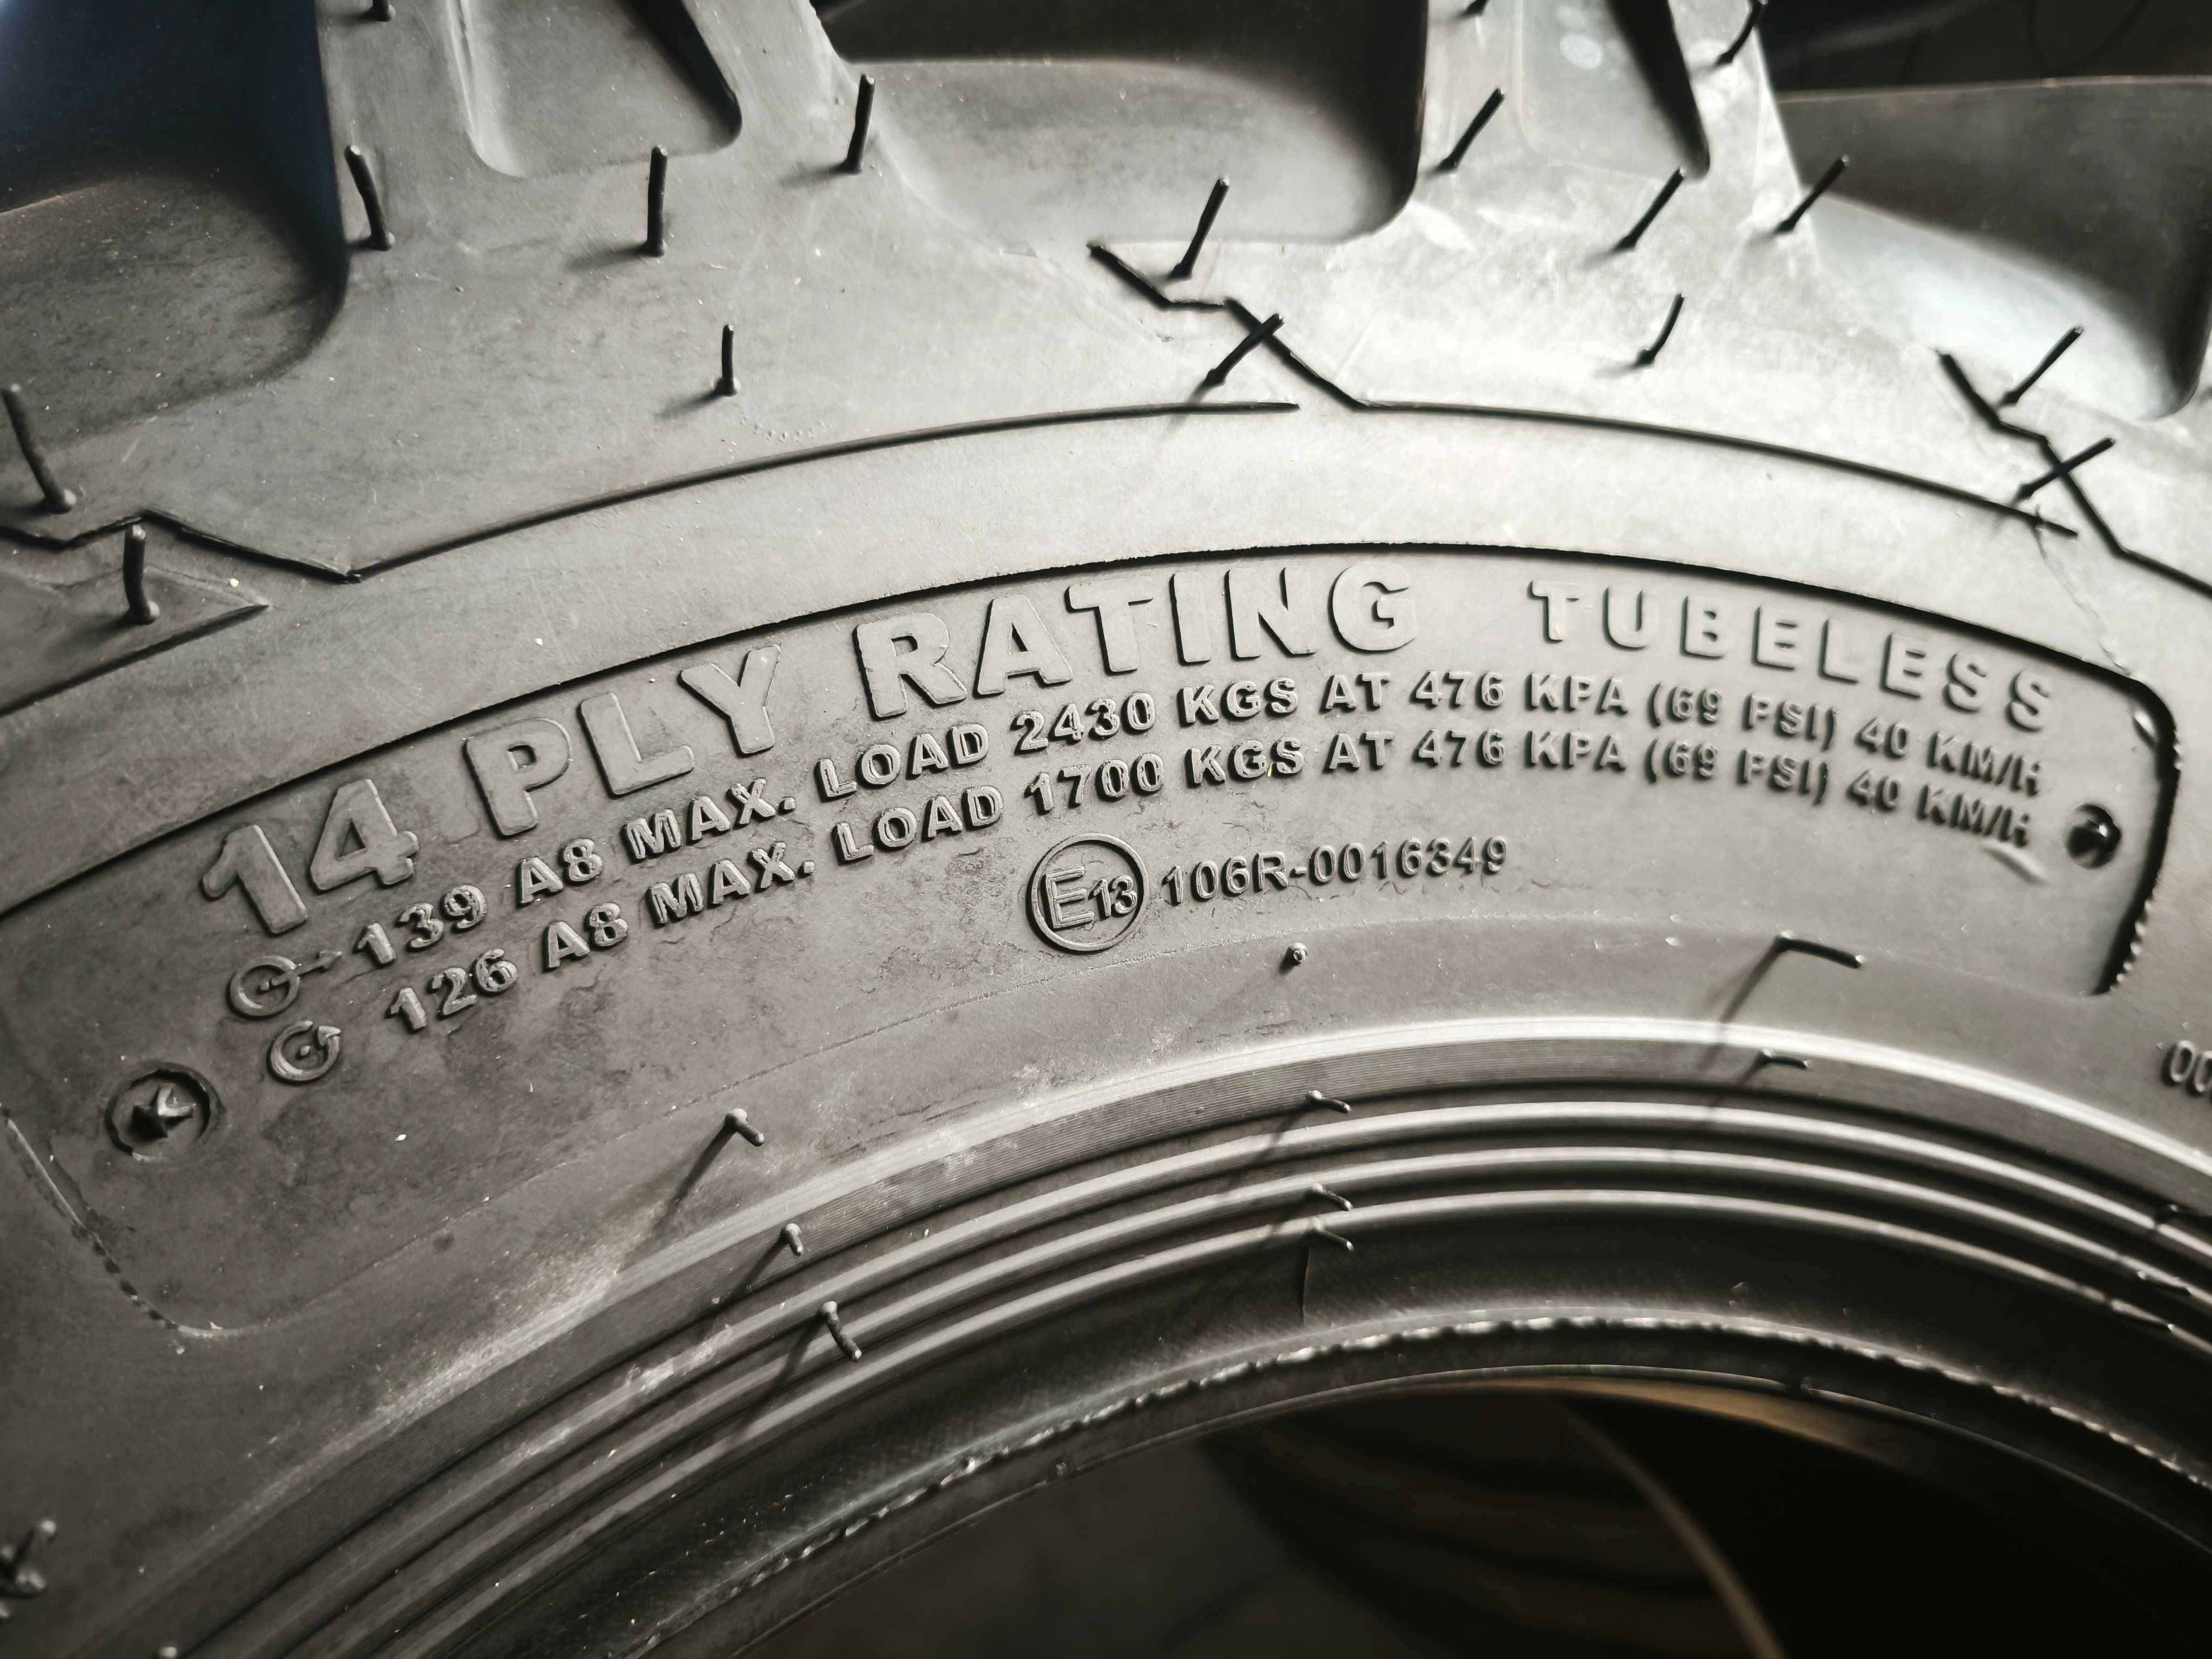 14 PLY RATING TUBELESS
139 A8 MAX. LOAD 2430 KGS AT 476 KPA (69 PSI) 40 KM/H
126 A8 MAX. LOAD 1700 KGS AT 476 KPA (69 PSI) 40 KM/H
E13 106R-0016349